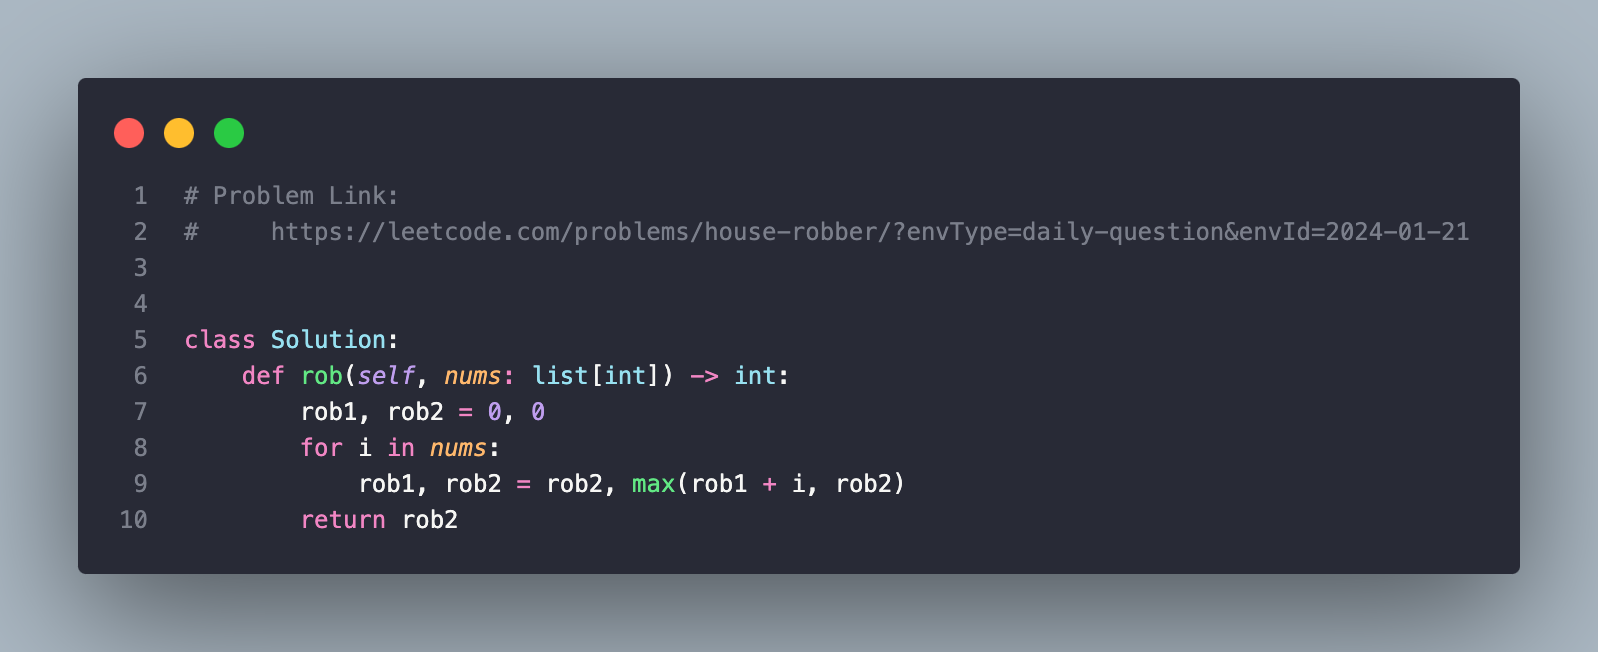 1 # Problem Link:
2 #     https://leetcode.com/problems/house-robber/?envType=daily-question&envId=2024-01-21
3
4
5 class Solution:
6     def rob(self, nums: list[int]) -> int:
7         rob1, rob2 = 0, 0
8         for i in nums:
9             rob1, rob2 = rob2, max(rob1 + i, rob2)
10         return rob2